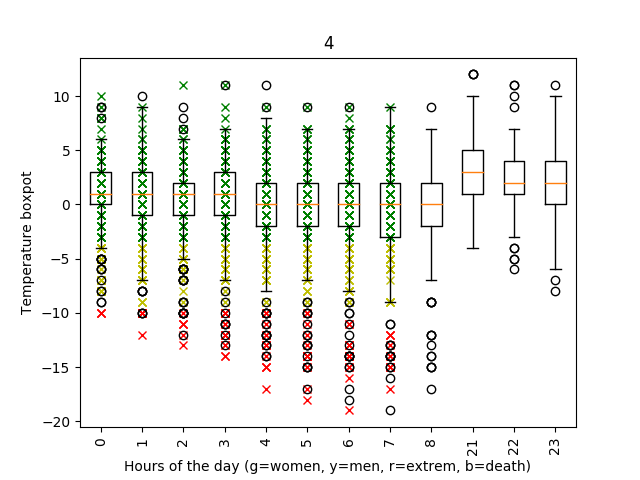 4
Temperature boxpot
10
5
0
−5
−10
−15
−20
0 1 2 3 4 5 6 7 8 21 22 23
Hours of the day (g=women, y=men, r=extrem, b=death)